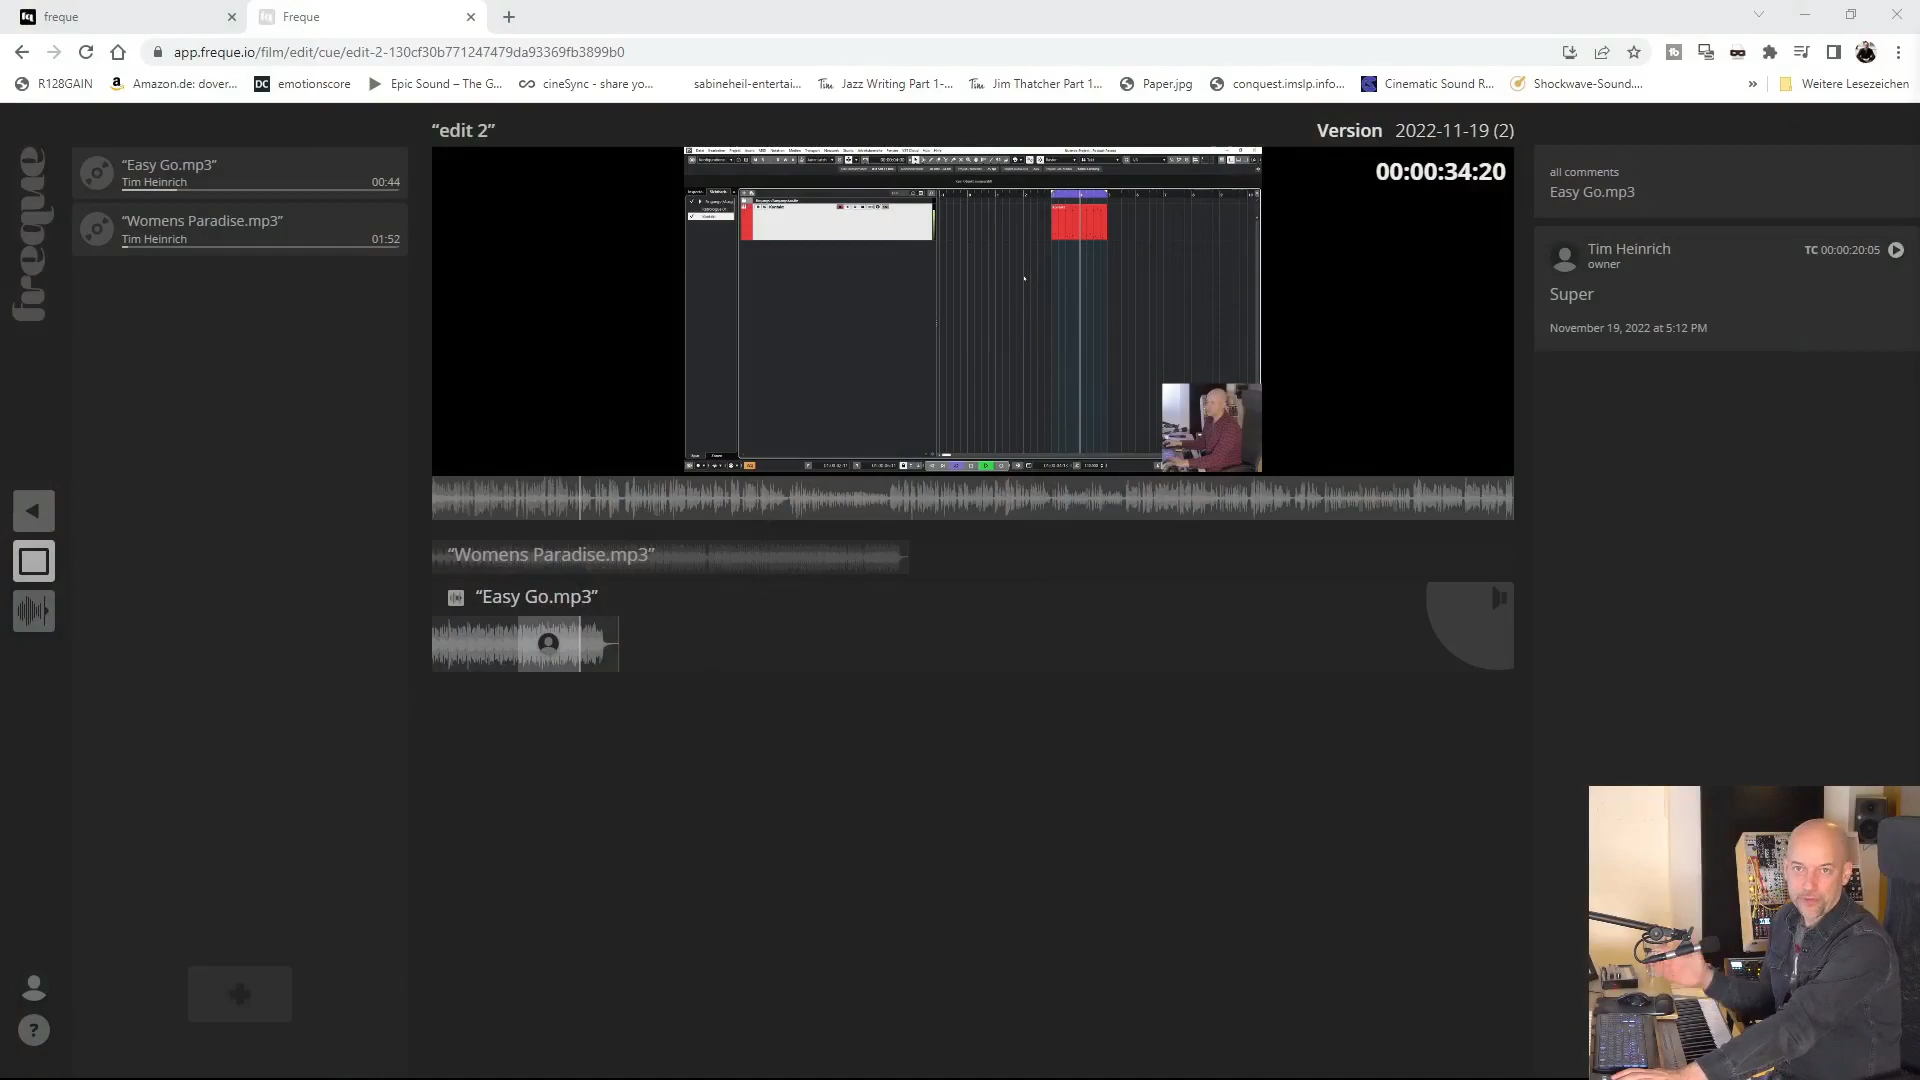 freque
Freque
app.freque.io/film/edit/cue/edit-2-130cf30b771247479da93369fb3899b0
R128GAIN
Amazon.de: dover...
DC emotionscore
Epic Sound – The G...
cineSync - share yo...
sabineheil-entertai...
Tim Jazz Writing Part 1-...
Tim Jim Thatcher Part 1...
Paper.jpg
conquest.imslp.info...
Cinematic Sound R...
Shockwave-Sound....
»
Weitere Lesezeichen
freque
“Easy Go.mp3”
Tim Heinrich 00:44
“Womens Paradise.mp3”
Tim Heinrich 01:52
“edit 2”
Version 2022-11-19 (2)
00:00:34:20
“Womens Paradise.mp3”
“Easy Go.mp3”
all comments
Easy Go.mp3
Tim Heinrich TC 00:00:20:05
owner
Super
November 19, 2022 at 5:12 PM
?